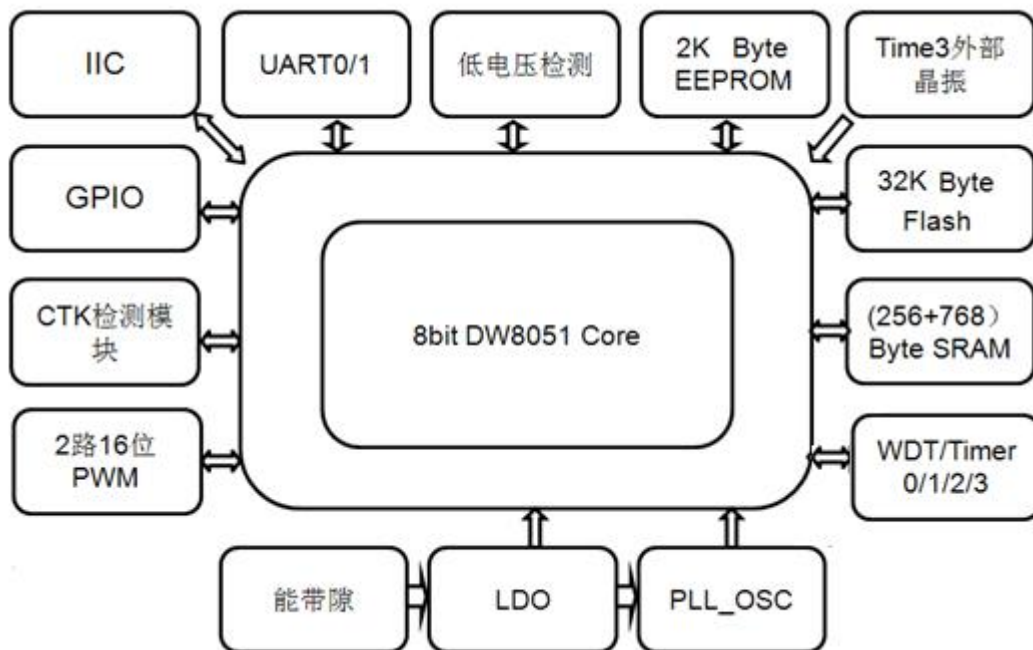 IIC
UART0/1
低电压检测
2K Byte
EEPROM
Time3外部
晶振
GPIO
32K Byte
Flash
CTK检测模
块
8bit DW8051 Core
(256+768）
Byte SRAM
2路16位
PWM
WDT/Timer
0/1/2/3
能带隙
LDO
PLL_OSC